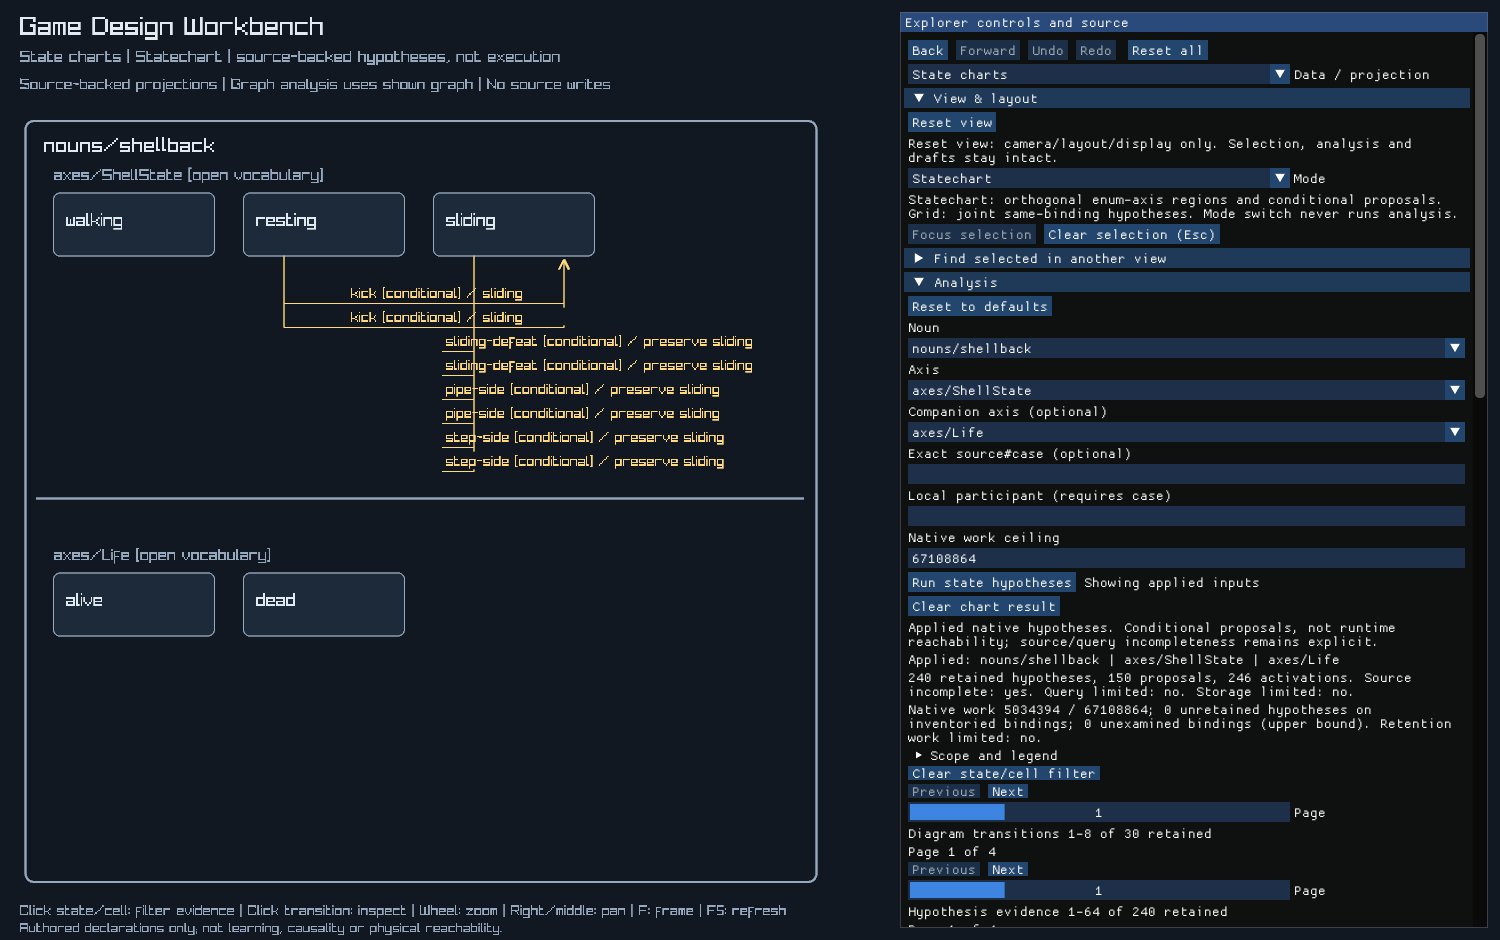 Game Design Workbench
State charts | Statechart | source-backed hypotheses, not execution
Source-backed projections | Graph analysis uses shown graph | No source writes
nouns/shellback
axes/ShellState [open vocabulary]
walking
resting
sliding
kick [conditional] / sliding
kick [conditional] / sliding
sliding-defeat [conditional] / preserve sliding
sliding-defeat [conditional] / preserve sliding
pipe-side [conditional] / preserve sliding
pipe-side [conditional] / preserve sliding
step-side [conditional] / preserve sliding
step-side [conditional] / preserve sliding
axes/Life [open vocabulary]
alive
dead
Click state/cell: filter evidence | Click transition: inspect | Wheel: zoom | Right/middle: pan | F: frame | F5: refresh
Authored declarations only; not learning, causality or physical reachability.
Explorer controls and source
Back Forward Undo Redo Reset all
State charts Data / projection
View & layout
Reset view
Reset view: camera/layout/display only. Selection, analysis and
drafts stay intact.
Statechart Mode
Statechart: orthogonal enum-axis regions and conditional proposals.
Grid: joint same-binding hypotheses. Mode switch never runs analysis.
Focus selection Clear selection (Esc)
Find selected in another view
Analysis
Reset to defaults
Noun
nouns/shellback
Axis
axes/ShellState
Companion axis (optional)
axes/Life
Exact source#case (optional)
Local participant (requires case)
Native work ceiling
67108864
Run state hypotheses Showing applied inputs
Clear chart result
Applied native hypotheses. Conditional proposals, not runtime
reachability; source/query incompleteness remains explicit.
Applied: nouns/shellback | axes/ShellState | axes/Life
240 retained hypotheses, 150 proposals, 246 activations. Source
incomplete: yes. Query limited: no. Storage limited: no.
Native work 5034394 / 67108864; 0 unretained hypotheses on
inventoried bindings; 0 unexamined bindings (upper bound). Retention
work limited: no.
Scope and legend
Clear state/cell filter
Previous Next
1 Page
Diagram transitions 1-8 of 30 retained
Page 1 of 4
Previous Next
1 Page
Hypothesis evidence 1-64 of 240 retained